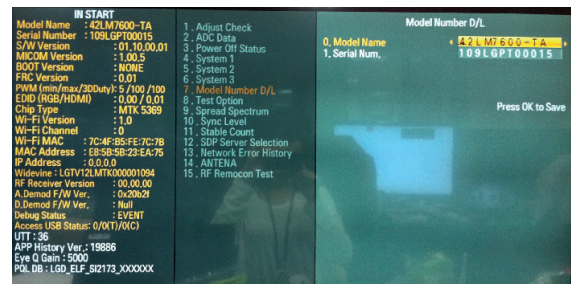 IN START
Model Name : 42LM7600-TA
Serial Number : 109LGPT00015
S/W Version : 01,10,00,01
MICOM Version : 1,00,5
BOOT Version : NONE
FRC Version : 0,01
PWM (min/max/3DDuty): 5 /100 /100
EDID (RGB/HDMI) : 0,00 / 0,01
Chip Type : MTK 5369
Wi-Fi Version : 1,0
Wi-Fi Channel : 0
Wi-Fi MAC : 7C:4F:B5:FE:7C:7B
MAC Address : E8:5B:5B:23:EA:75
IP Address : 0,0,0,0
Widevine : LGTV12LMTK000001094
RF Receiver Version : 00,00,00
A.Demod F/W Ver. : 0x20b2f
D.Demod F/W Ver. : Null
Debug Status : EVENT
Access USB Status: 0/0(T)/0(C)
UTT : 36
APP History Ver.: 19886
Eye Q Gain : 5000
PQL DB : LGD_ELF_SI2173_XXXXXX
1 . Adjust Check
2 . ADC Data
3 . Power Off Status
4 . System 1
5 . System 2
6 . System 3
7 . Model Number D/L
8 . Test Option
9 . Spread Spectrum
10 . Sync Level
11 . Stable Count
12 . SDP Server Selection
13 . Network Error History
14 . ANTENA
15 . RF Remocon Test
Model Number D/L
0. Model Name 42LM7600-TA
1. Serial Num. 109LGPT00015
Press OK to Save